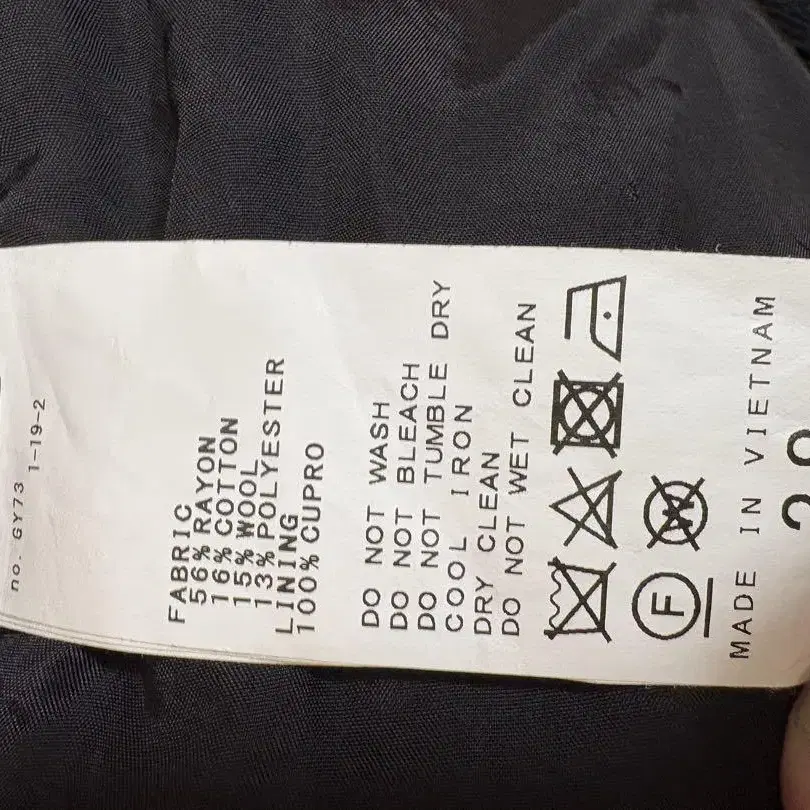 no. GY73
1-19-2
FABRIC
56% RAYON
16% COTTON
15% WOOL
13% POLYESTER
LINING
100% CUPRO
DO NOT WASH
DO NOT BLEACH
DO NOT TUMBLE DRY
COOL IRON
DRY CLEAN
DO NOT WET CLEAN
F W
MADE IN VIETNAM